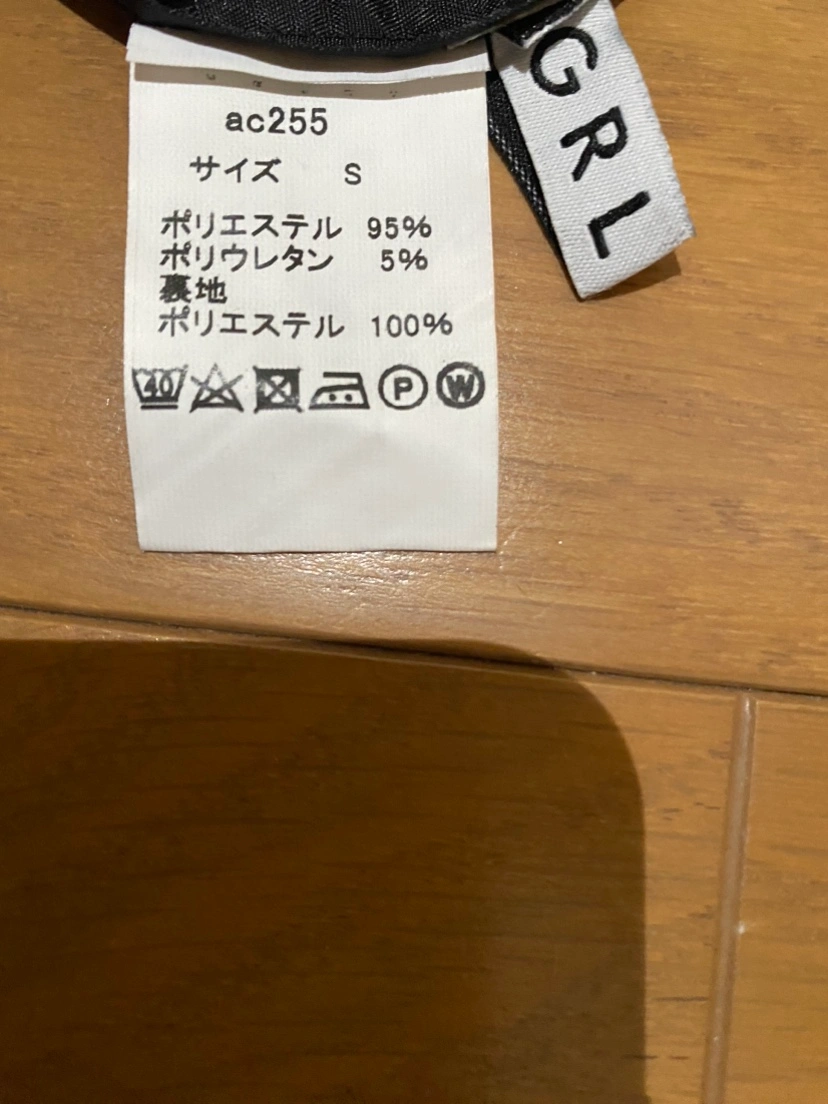 ac255
サイズ S
ポリエステル 95%
ポリウレタン 5%
裏地
ポリエステル 100%
40
P
W
GRL